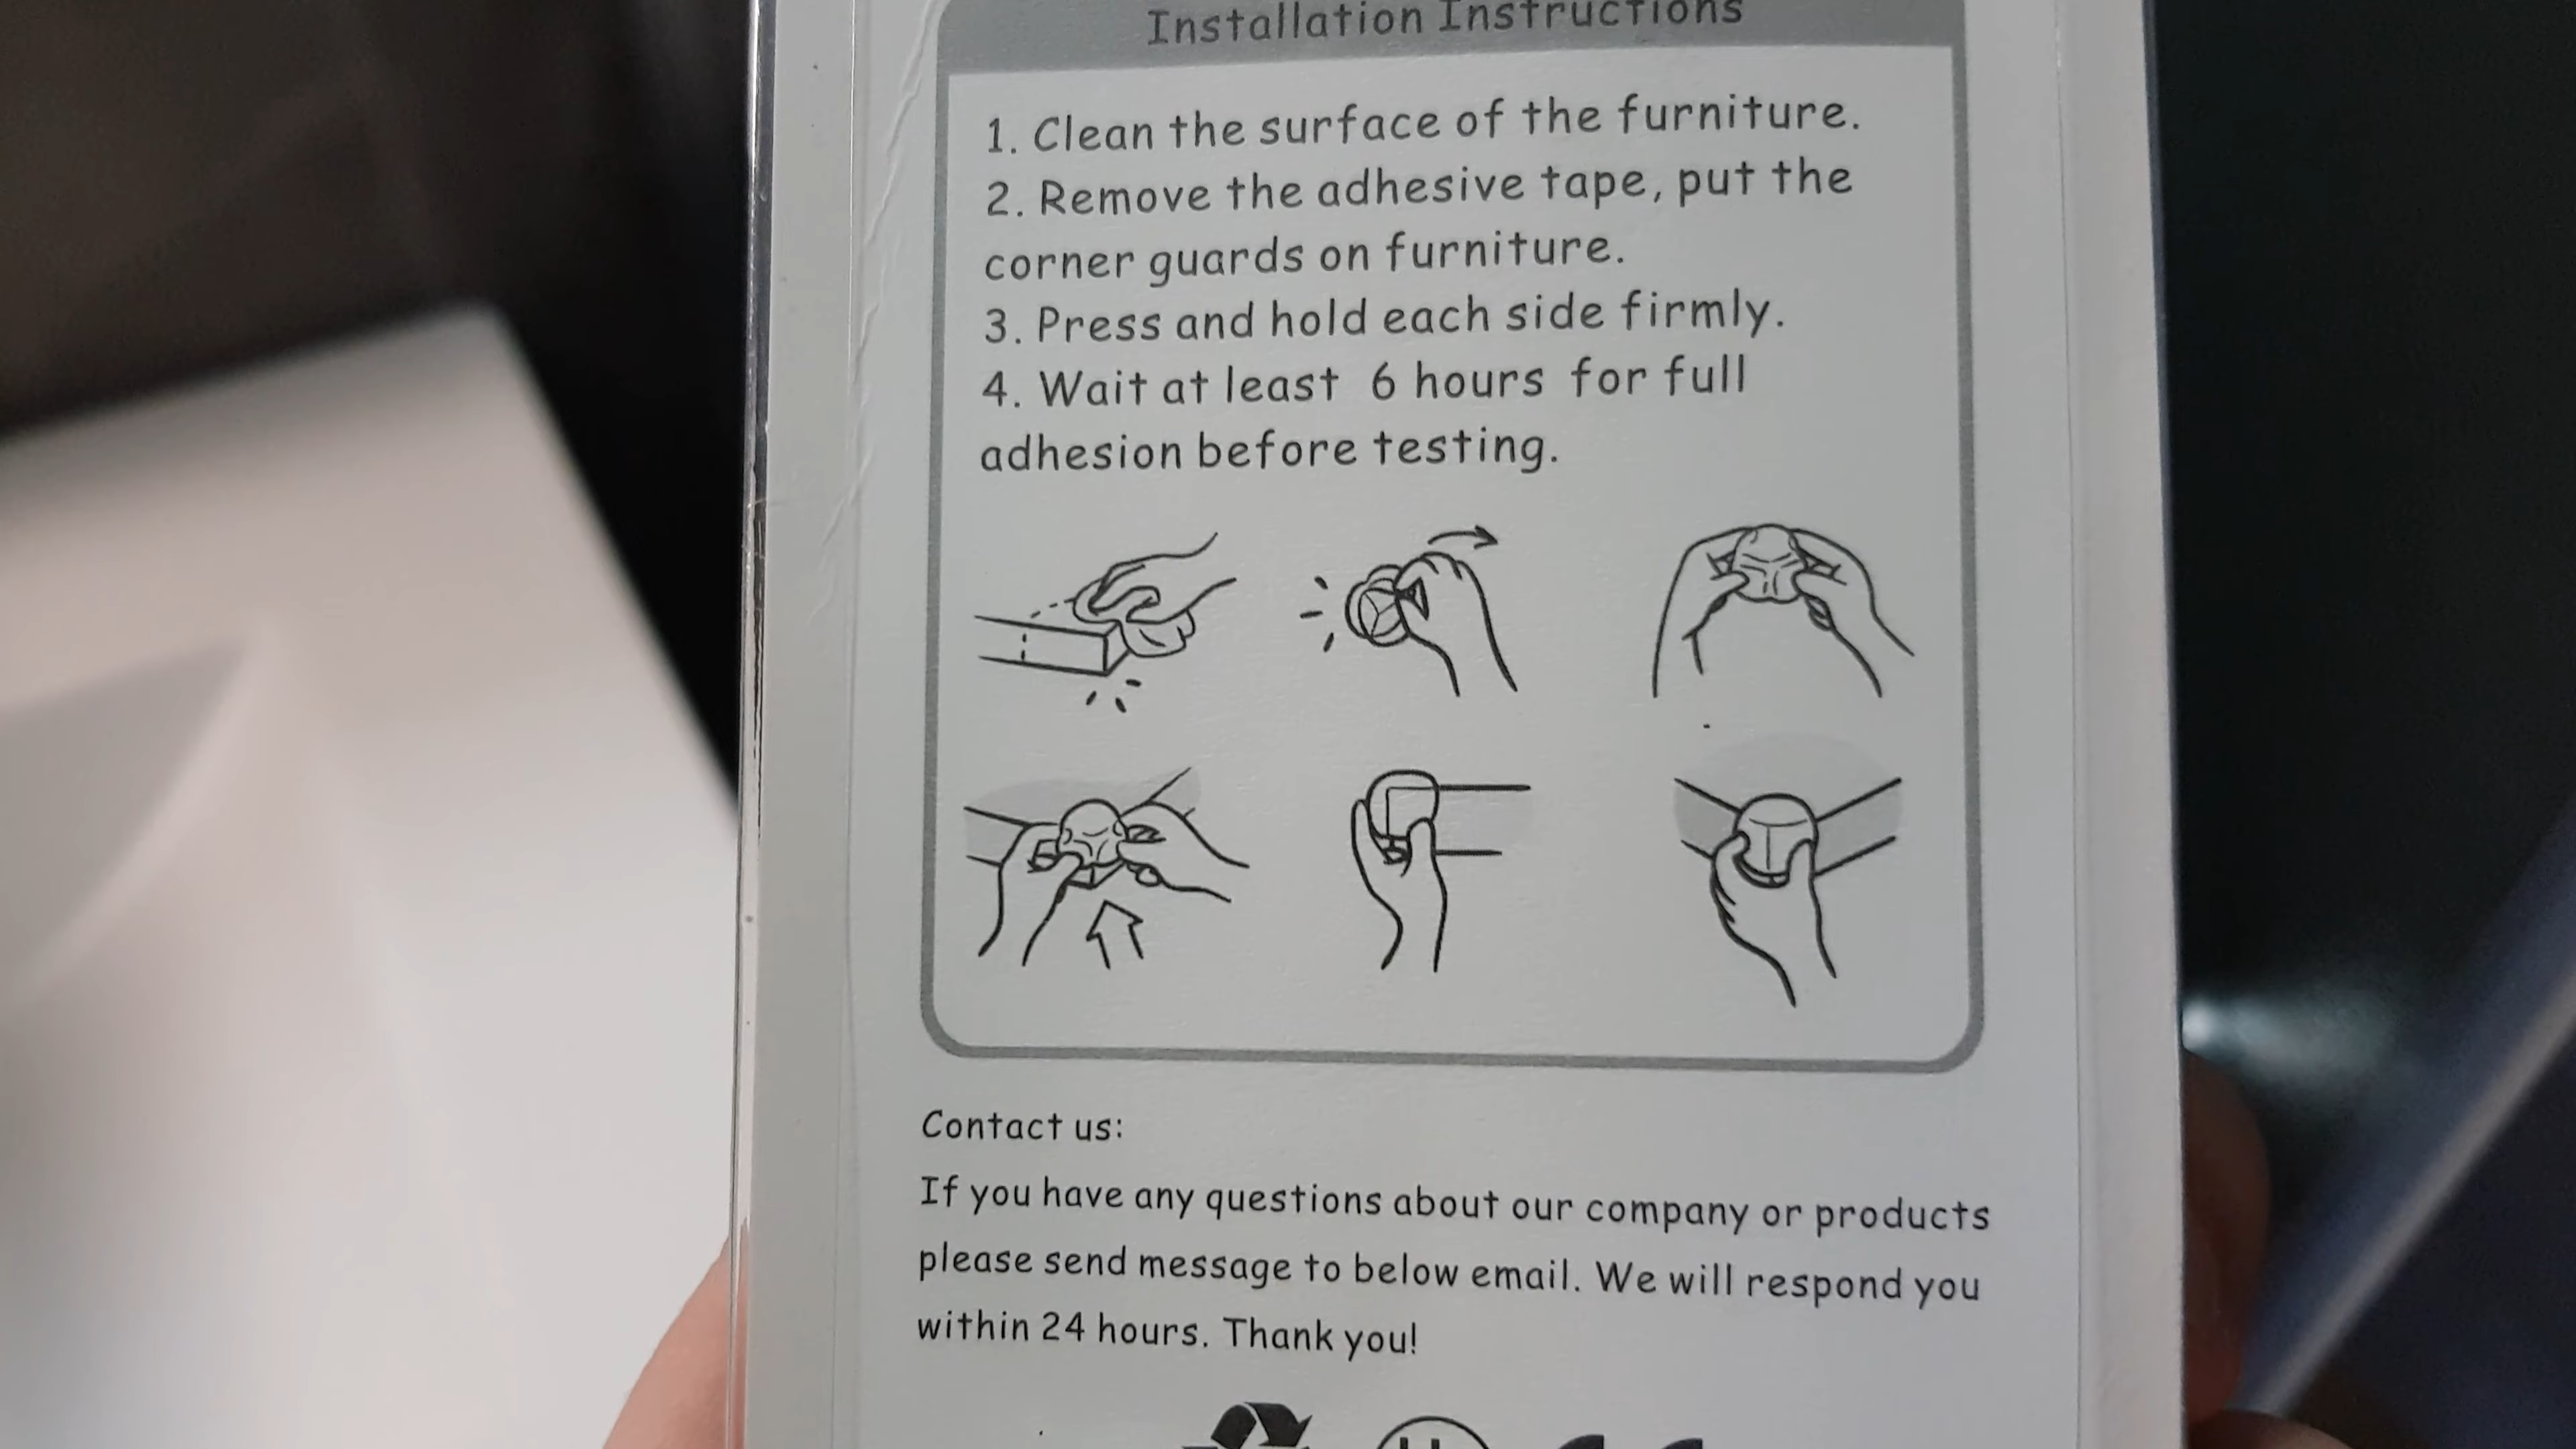 Installation Instructions
1. Clean the surface of the furniture.
2. Remove the adhesive tape, put the
corner guards on furniture.
3. Press and hold each side firmly.
4. Wait at least 6 hours for full
adhesion before testing.
Contact us:
If you have any questions about our company or products
please send message to below email. We will respond you
within 24 hours. Thank you!